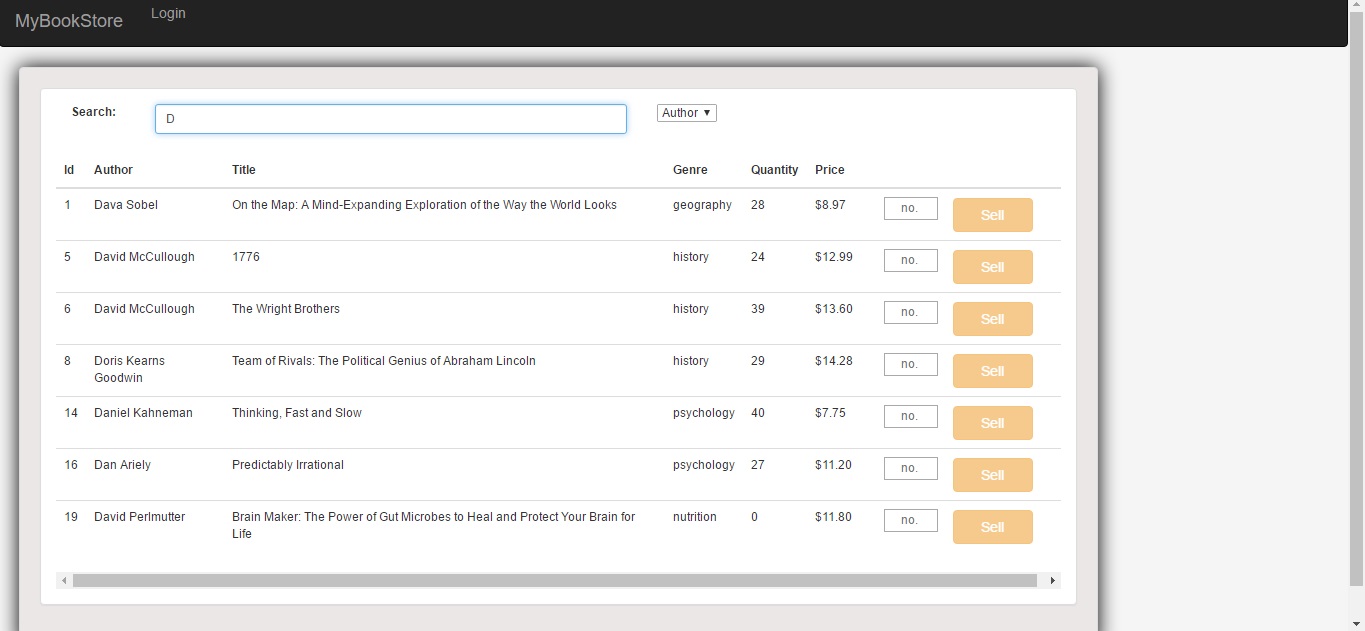 MyBookStore Login
Search: D Author ▼
Id Author Title Genre Quantity Price
1 Dava Sobel On the Map: A Mind-Expanding Exploration of the Way the World Looks geography 28 $8.97 no. Sell
5 David McCullough 1776 history 24 $12.99 no. Sell
6 David McCullough The Wright Brothers history 39 $13.60 no. Sell
8 Doris Kearns Team of Rivals: The Political Genius of Abraham Lincoln history 29 $14.28 no. Sell
Goodwin
14 Daniel Kahneman Thinking, Fast and Slow psychology 40 $7.75 no. Sell
16 Dan Ariely Predictably Irrational psychology 27 $11.20 no. Sell
19 David Perlmutter Brain Maker: The Power of Gut Microbes to Heal and Protect Your Brain for nutrition 0 $11.80 no. Sell
Life